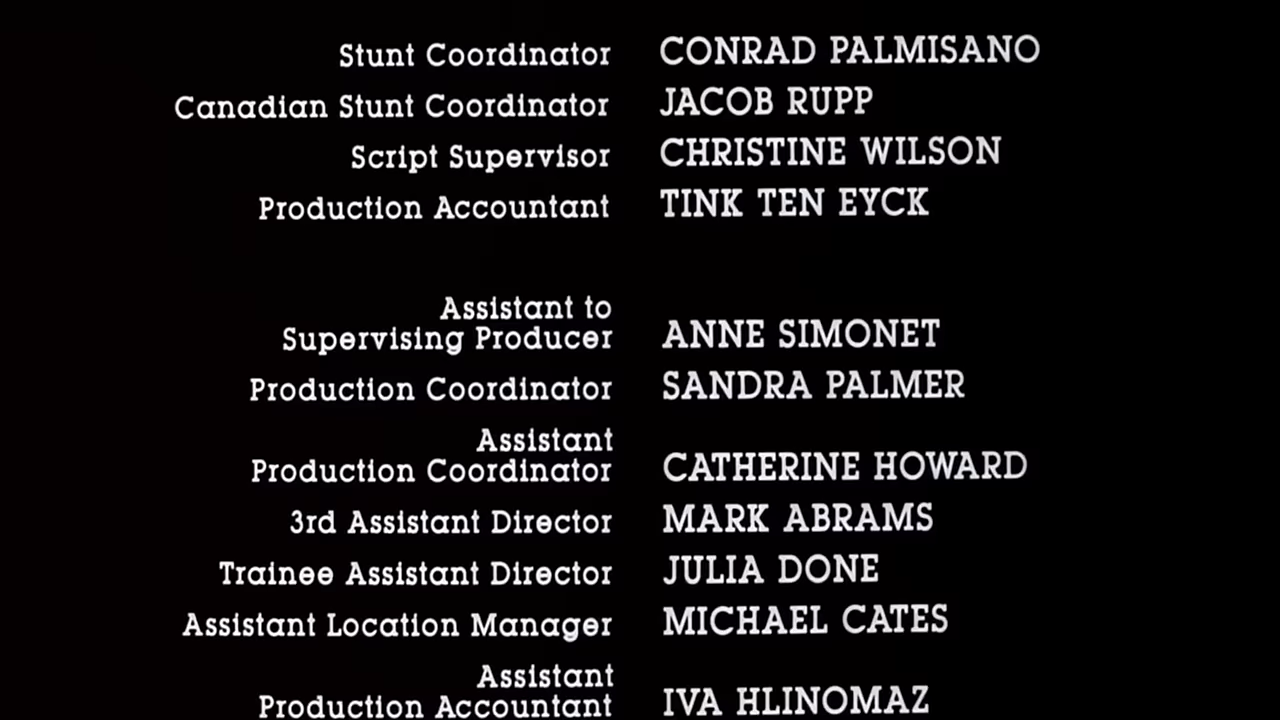 Stunt Coordinator CONRAD PALMISANO
Canadian Stunt Coordinator JACOB RUPP
Script Supervisor CHRISTINE WILSON
Production Accountant TINK TEN EYCK
Assistant to
Supervising Producer ANNE SIMONET
Production Coordinator SANDRA PALMER
Assistant
Production Coordinator CATHERINE HOWARD
3rd Assistant Director MARK ABRAMS
Trainee Assistant Director JULIA DONE
Assistant Location Manager MICHAEL CATES
Assistant
Production Accountant IVA HLINOMAZ